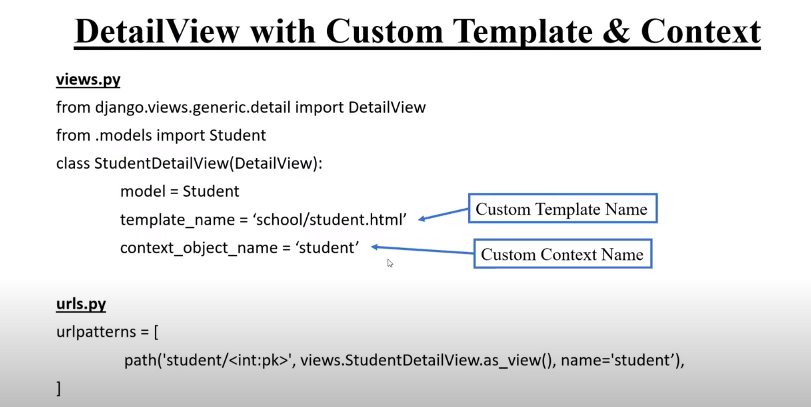 DetailView with Custom Template & Context
views.py
from django.views.generic.detail import DetailView
from .models import Student
class StudentDetailView(DetailView):
model = Student
template_name = ‘school/student.html’
Custom Template Name
context_object_name = ‘student’
Custom Context Name
urls.py
urlpatterns = [
path('student/<int:pk>', views.StudentDetailView.as_view(), name='student’),
]